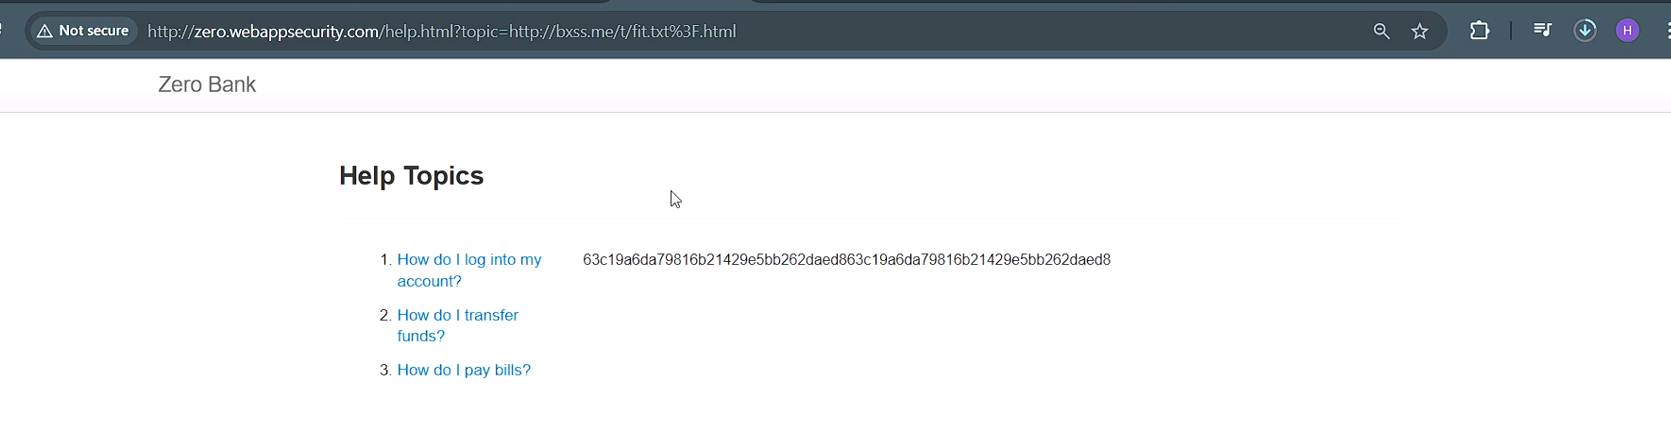 Not secure http://zero.webappsecurity.com/help.html?topic=http://bxss.me/t/fit.txt%3F.html H
Zero Bank
Help Topics
1. How do I log into my account?
63c19a6da79816b21429e5bb262daed863c19a6da79816b21429e5bb262daed8
2. How do I transfer funds?
3. How do I pay bills?